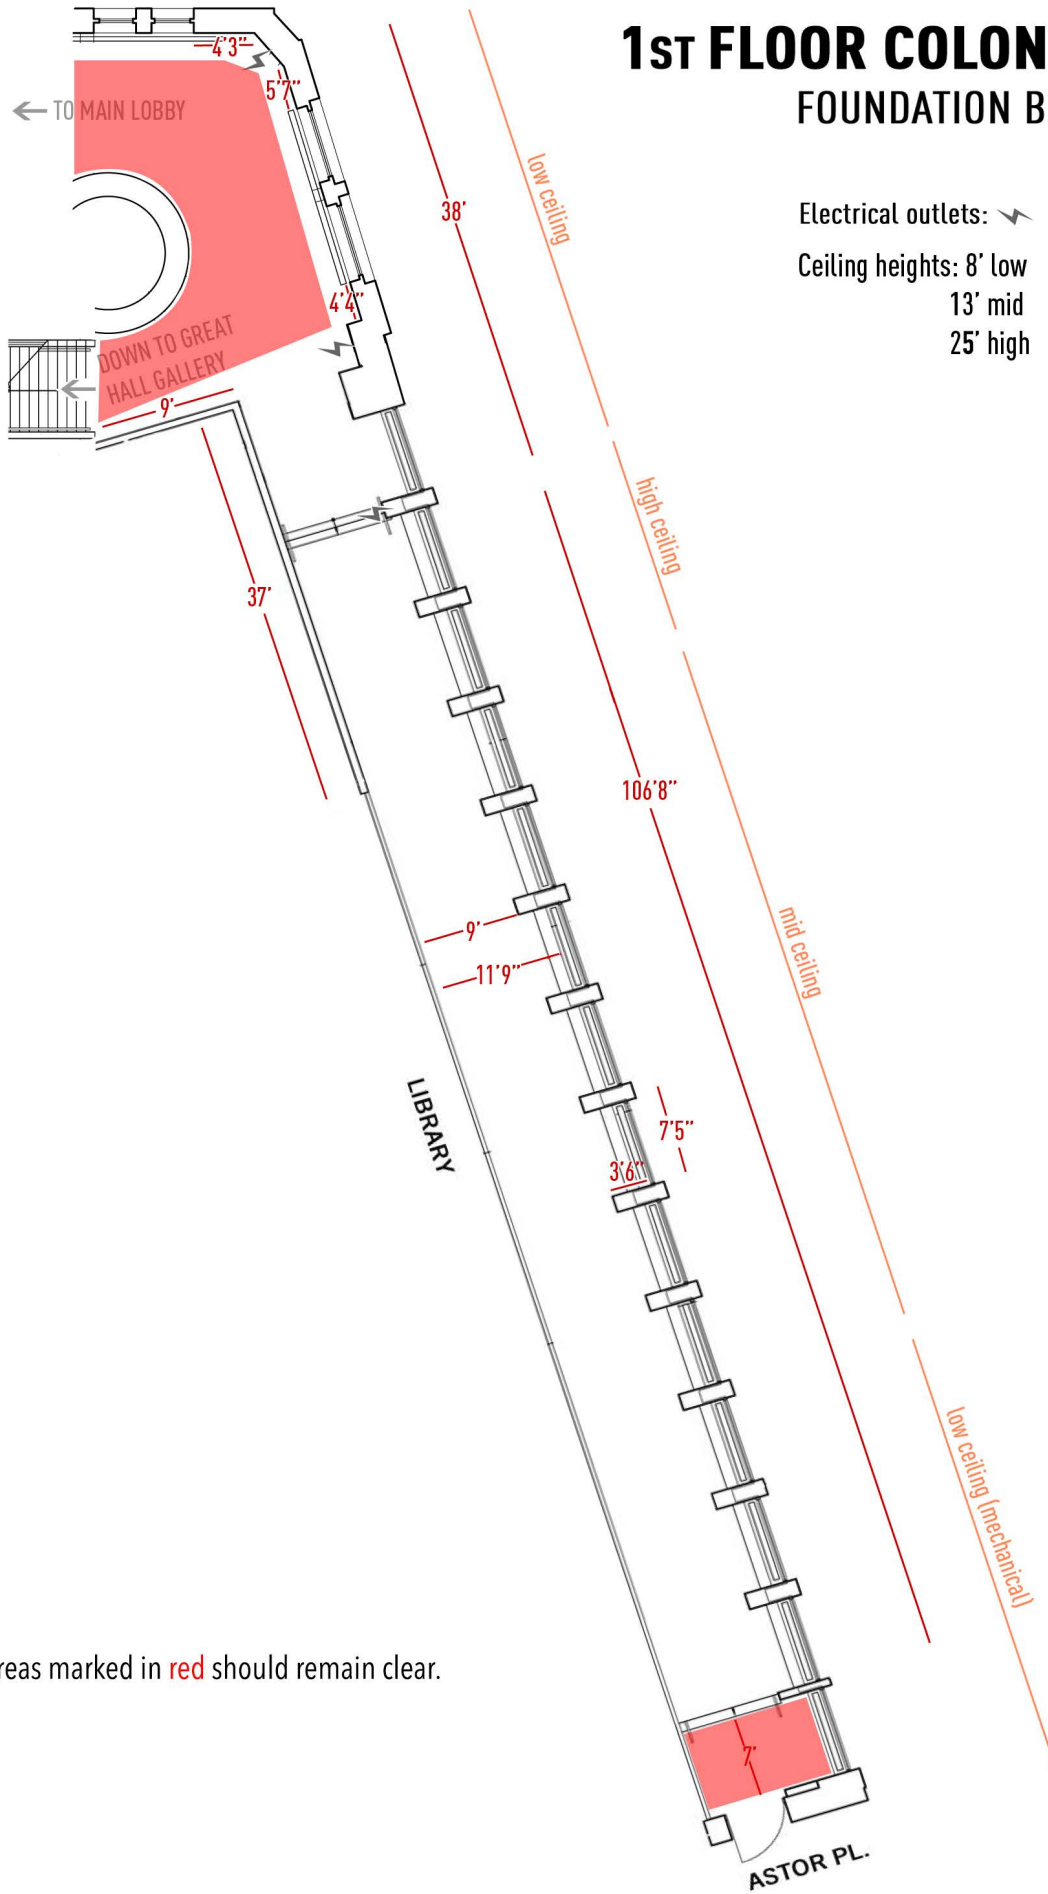 1ST FLOOR COLON
FOUNDATION B
Electrical outlets:
Ceiling heights: 8' low
13' mid
25' high
4'3"
5'7"
TO MAIN LOBBY
38'
low ceiling
4'4"
DOWN TO GREAT
HALL GALLERY
9'
high ceiling
37'
106'8"
9'
11'9"
mid ceiling
LIBRARY
7'5"
3'6"
low ceiling (mechanical)
reas marked in red should remain clear.
7'
ASTOR PL.